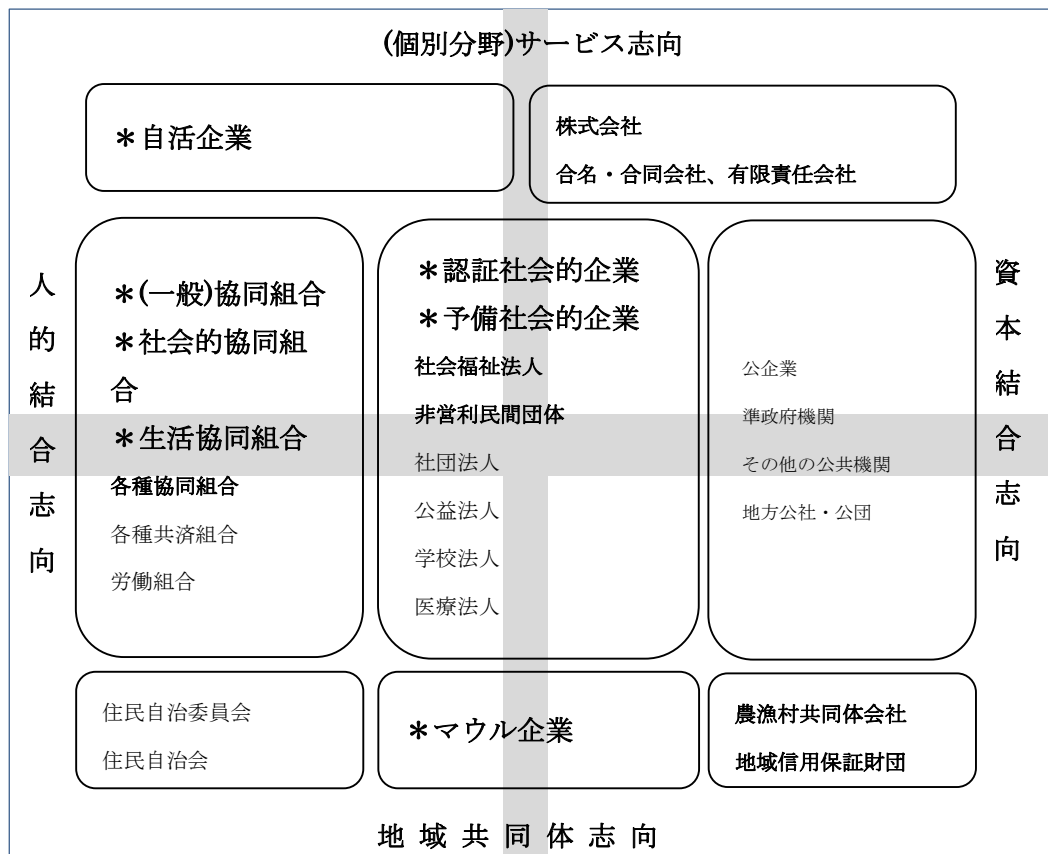 (個別分野)サービス志向
＊自活企業
株式会社
合名・合同会社、有限責任会社
人的結合志向
＊(一般)協同組合
＊社会的協同組
合
＊生活協同組合
各種協同組合
各種共済組合
労働組合
＊認証社会的企業
＊予備社会的企業
社会福祉法人
非営利民間団体
社団法人
公益法人
学校法人
医療法人
公企業
準政府機関
その他の公共機関
地方公社・公団
資本結合志向
住民自治委員会
住民自治会
＊マウル企業
農漁村共同体会社
地域信用保証財団
地域共同体志向